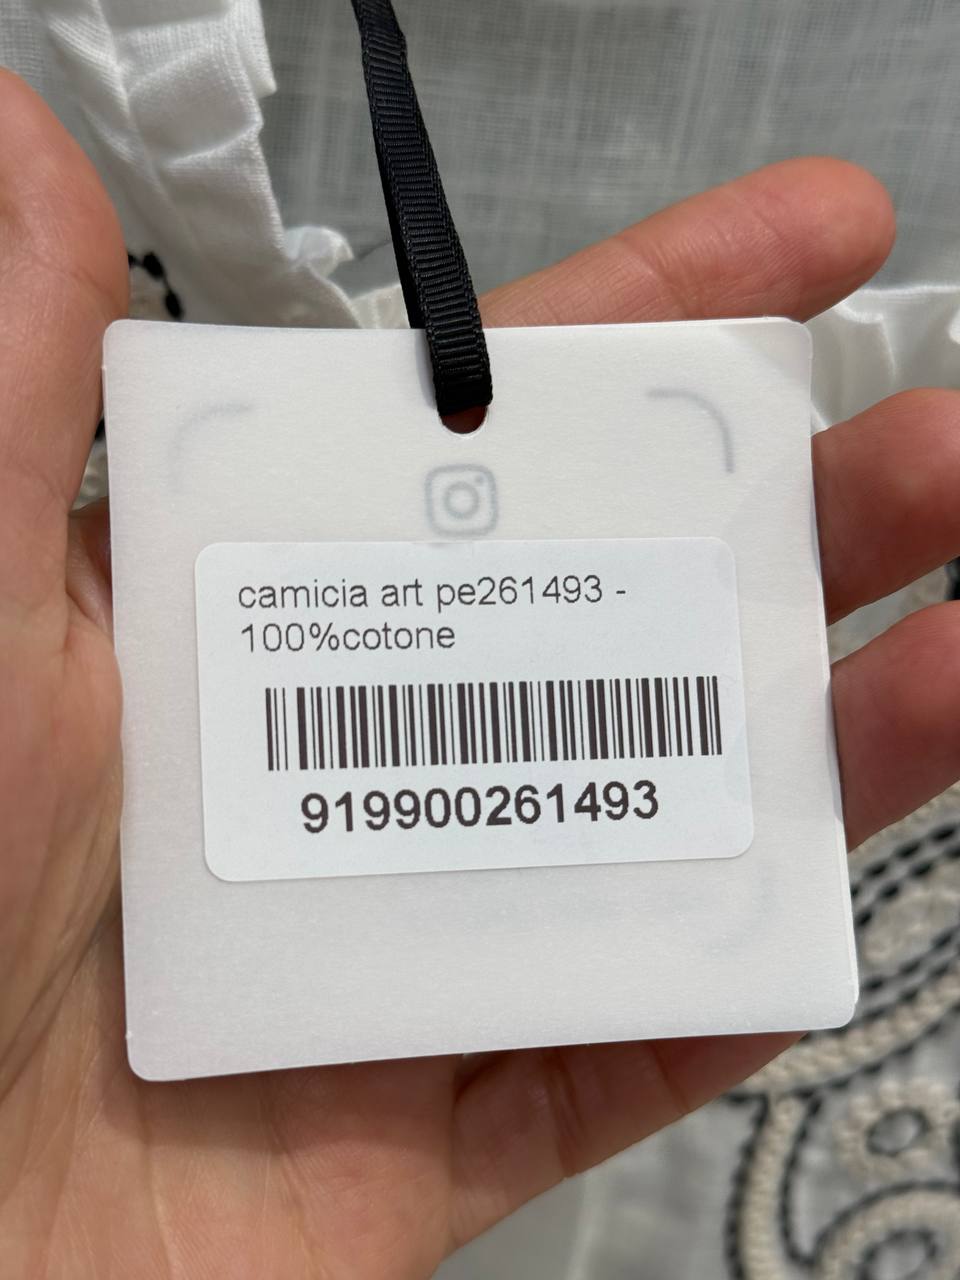 camicia art pe261493 -
100%cotone
919900261493